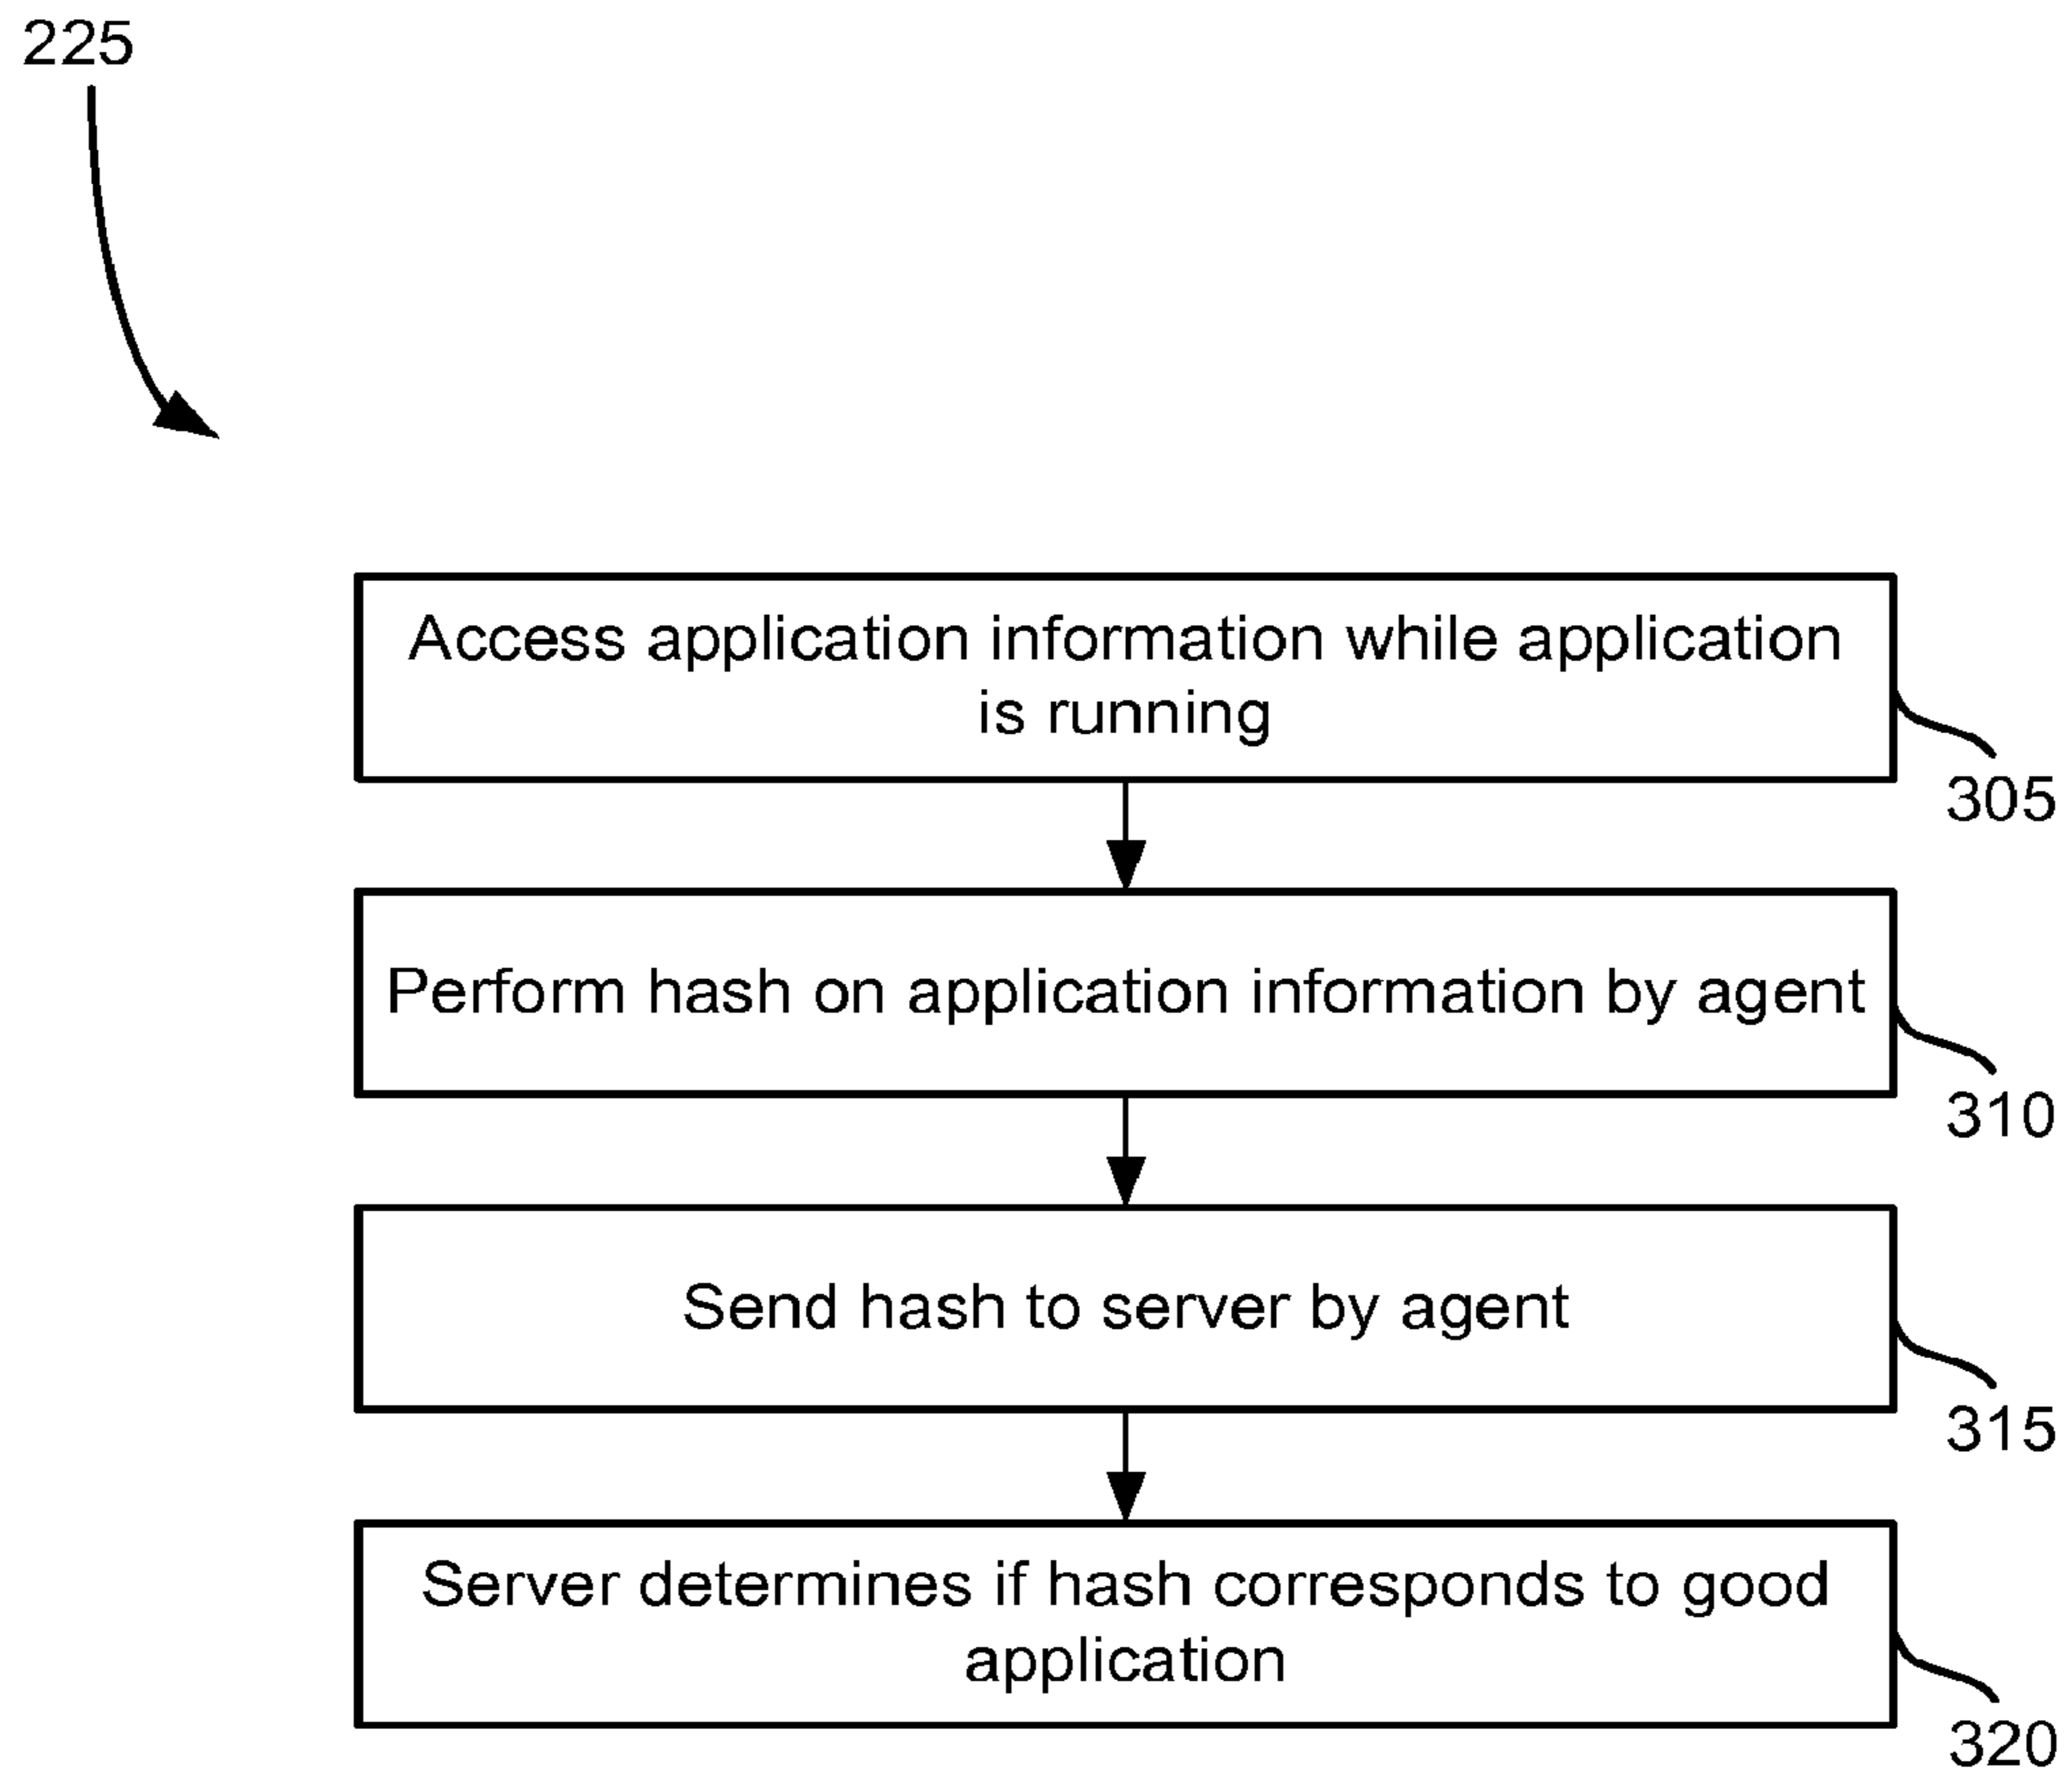 225
Access application information while application
is running
305
Perform hash on application information by agent
310
Send hash to server by agent
315
Server determines if hash corresponds to good
application
320